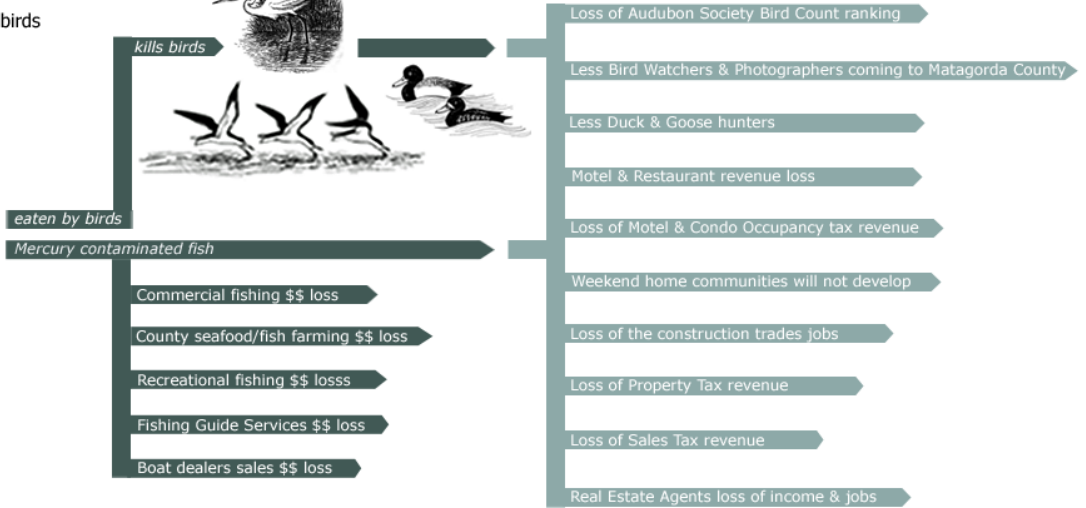 birds
kills birds
eaten by birds
Mercury contaminated fish
Commercial fishing $$ loss
County seafood/fish farming $$ loss
Recreational fishing $$ losss
Fishing Guide Services $$ loss
Boat dealers sales $$ loss
Loss of Audubon Society Bird Count ranking
Less Bird Watchers & Photographers coming to Matagorda County
Less Duck & Goose hunters
Motel & Restaurant revenue loss
Loss of Motel & Condo Occupancy tax revenue
Weekend home communities will not develop
Loss of the construction trades jobs
Loss of Property Tax revenue
Loss of Sales Tax revenue
Real Estate Agents loss of income & jobs